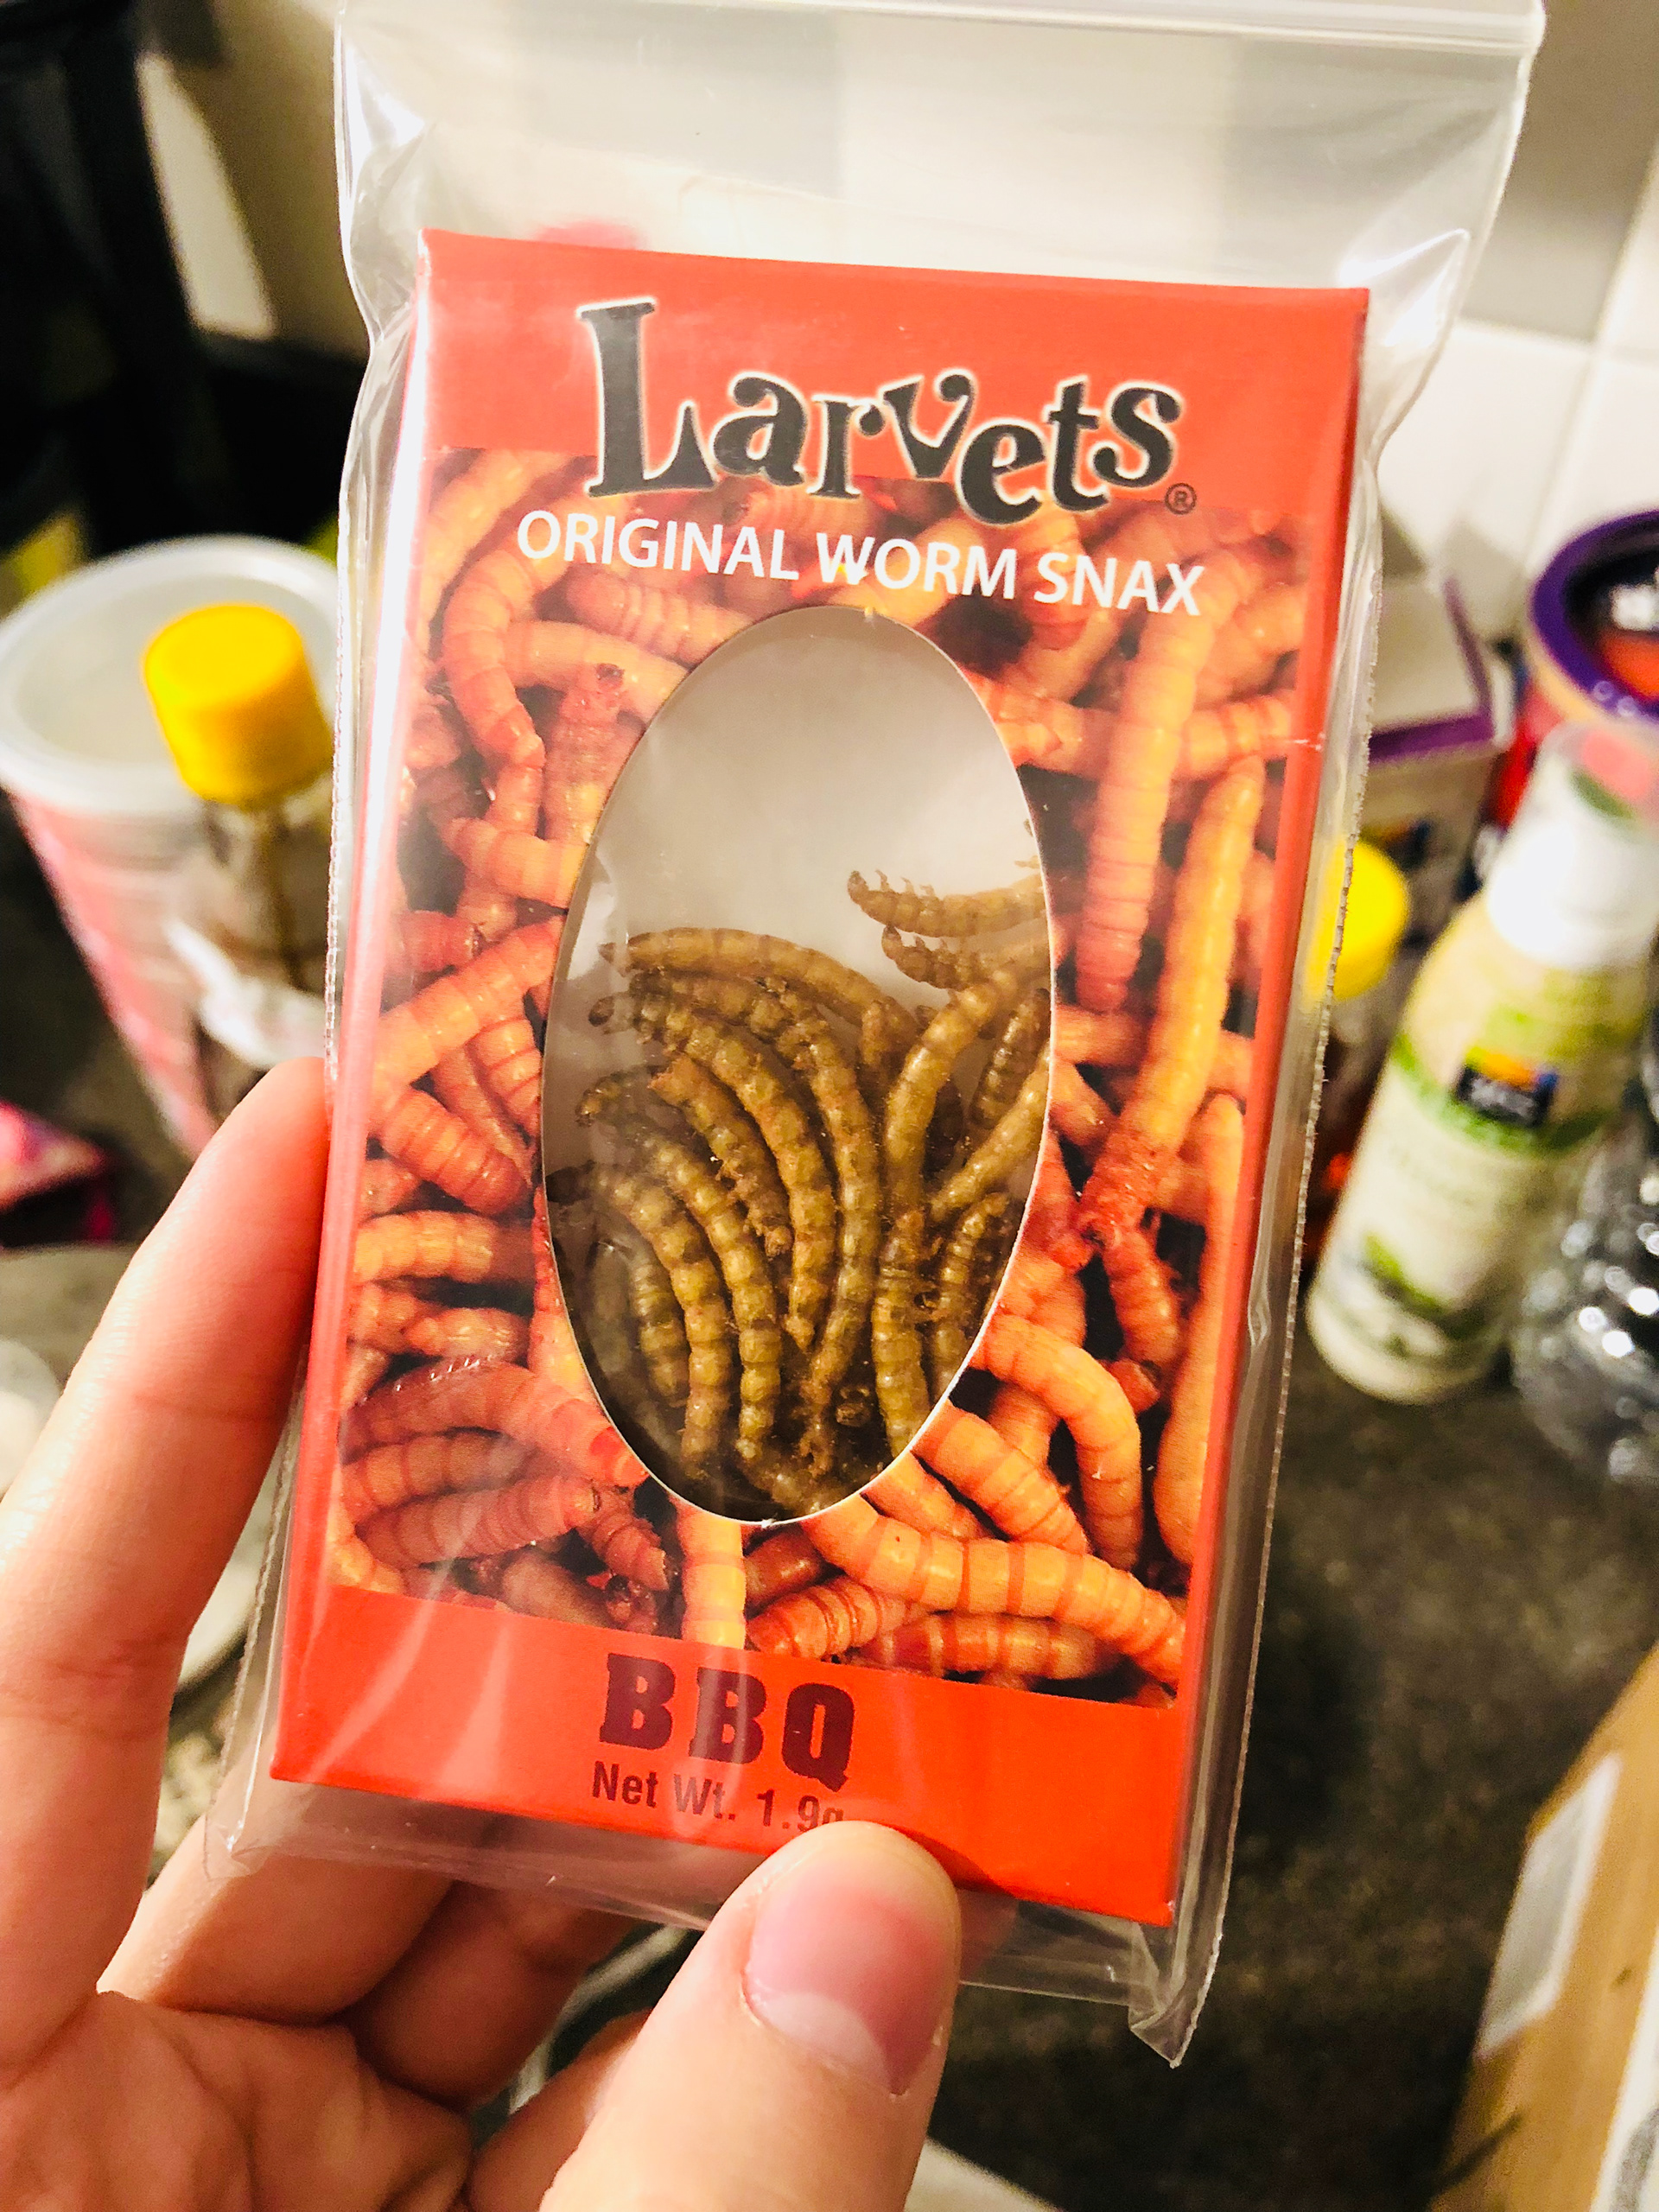 Larvets®
ORIGINAL WORM SNAX
BBQ
Net Wt. 1.9g